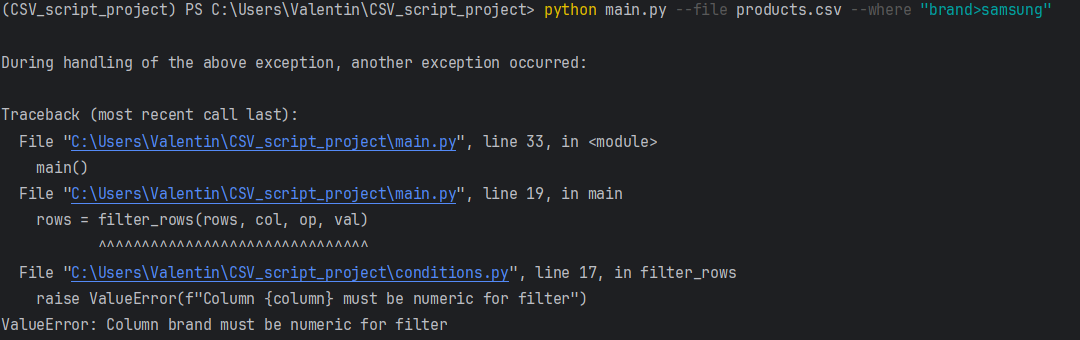 (CSV_script_project) PS C:\Users\Valentin\CSV_script_project> python main.py --file products.csv --where "brand>samsung"
During handling of the above exception, another exception occurred:
Traceback (most recent call last):
  File "C:\Users\Valentin\CSV_script_project\main.py", line 33, in <module>
    main()
  File "C:\Users\Valentin\CSV_script_project\main.py", line 19, in main
    rows = filter_rows(rows, col, op, val)
           ^^^^^^^^^^^^^^^^^^^^^^^^^^^^^^^
  File "C:\Users\Valentin\CSV_script_project\conditions.py", line 17, in filter_rows
    raise ValueError(f"Column {column} must be numeric for filter")
ValueError: Column brand must be numeric for filter